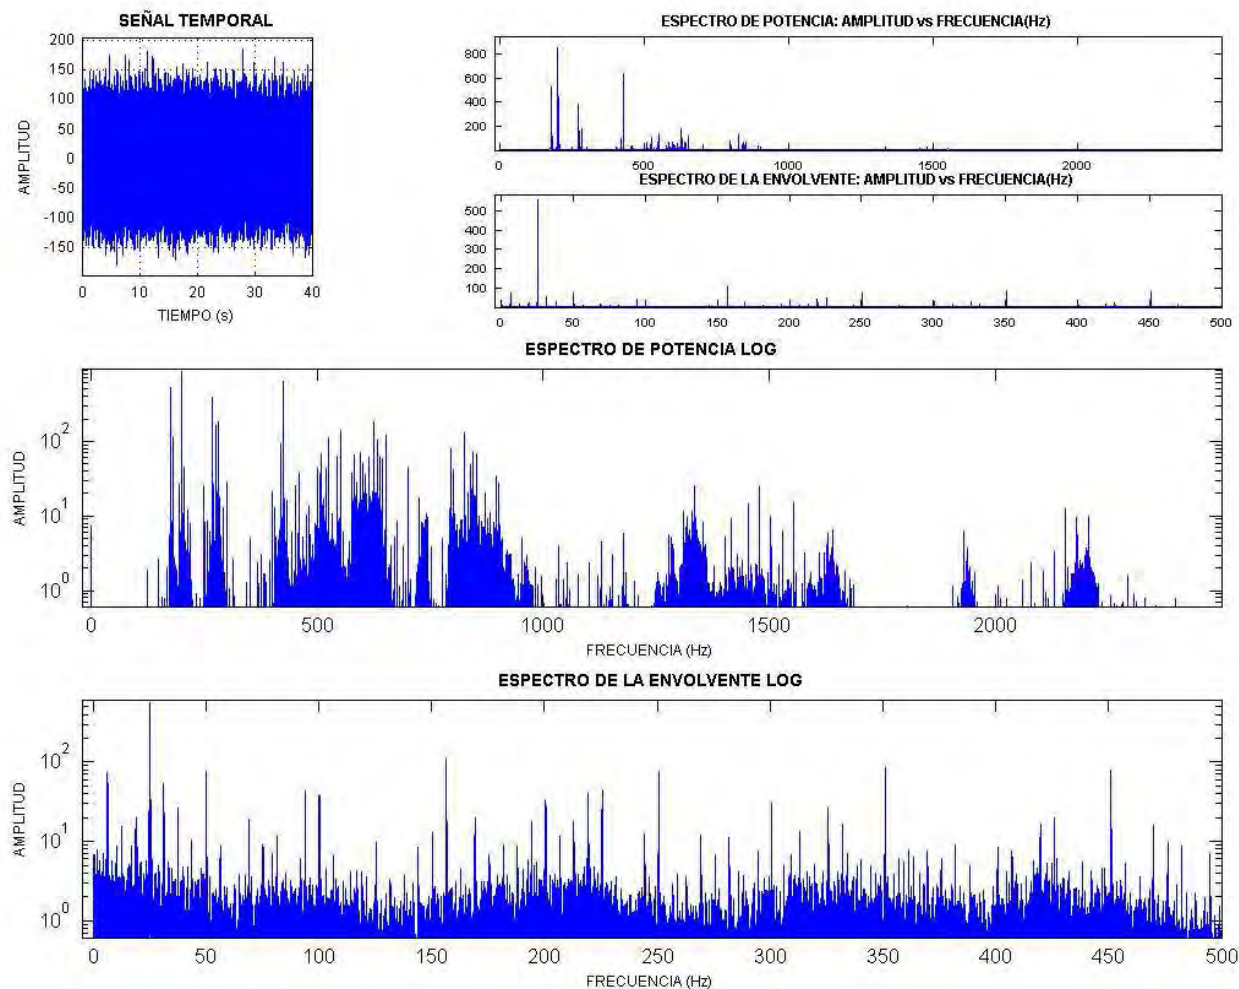 SEÑAL TEMPORAL
200
150
100
50
0
-50
-100
-150
AMPLITUD
0 10 20 30 40
TIEMPO (s)
ESPECTRO DE POTENCIA: AMPLITUD vs FRECUENCIA(Hz)
800
600
400
200
0 500 1000 1500 2000
ESPECTRO DE LA ENVOLVENTE: AMPLITUD vs FRECUENCIA(Hz)
500
400
300
200
100
0 50 100 150 200 250 300 350 400 450 500
ESPECTRO DE POTENCIA LOG
AMPLITUD
10²
10¹
10⁰
0 500 1000 1500 2000
FRECUENCIA (Hz)
ESPECTRO DE LA ENVOLVENTE LOG
AMPLITUD
10²
10¹
10⁰
0 50 100 150 200 250 300 350 400 450 500
FRECUENCIA (Hz)